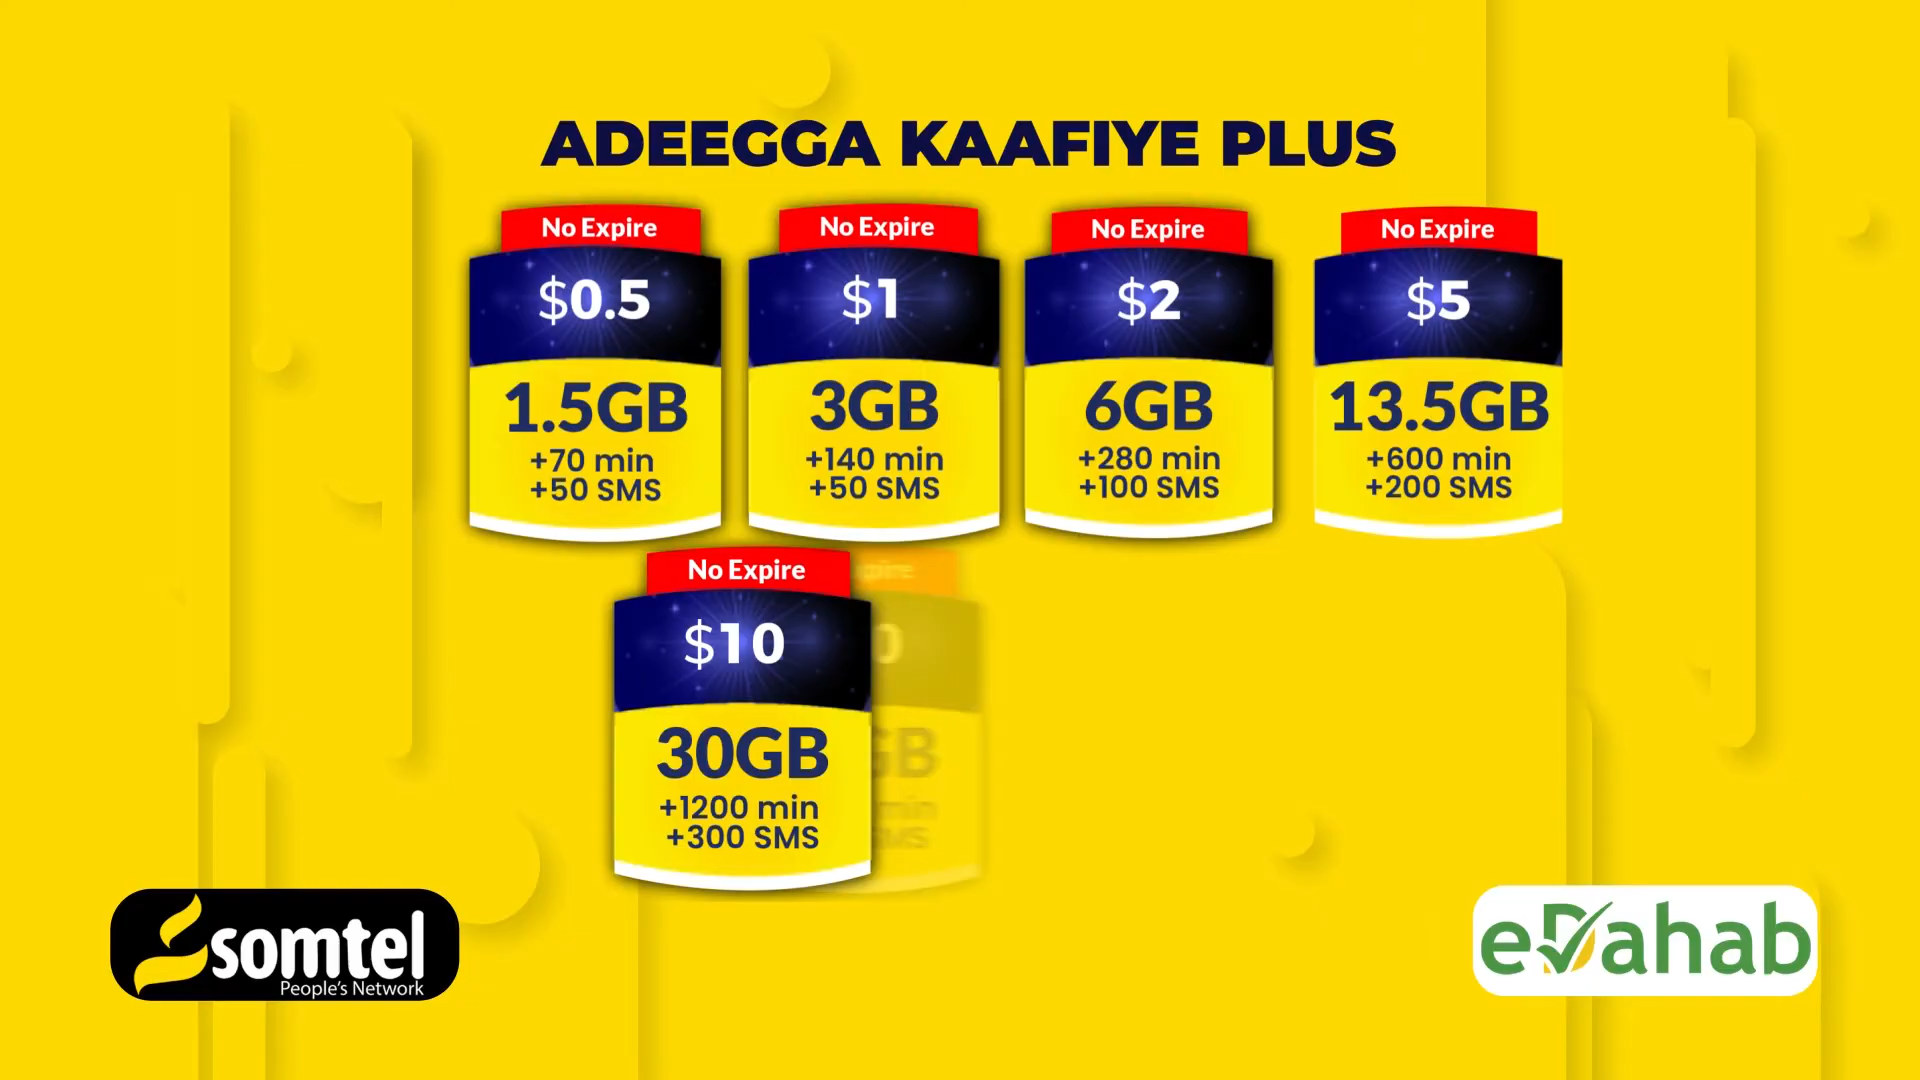 ADEEGGA KAAFIYE PLUS
No Expire
$0.5
1.5GB
+70 min
+50 SMS
No Expire
$1
3GB
+140 min
+50 SMS
No Expire
$2
6GB
+280 min
+100 SMS
No Expire
$5
13.5GB
+600 min
+200 SMS
No Expire
$10
30GB
+1200 min
+300 SMS
somtel
People's Network
eDahab